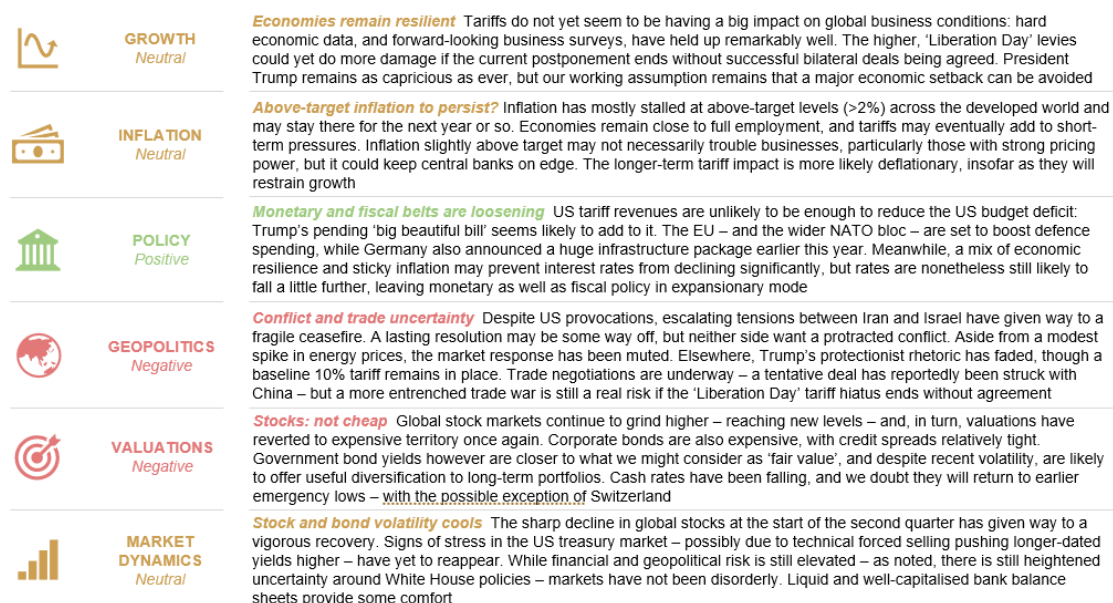 GROWTH
Neutral
Economies remain resilient Tariffs do not yet seem to be having a big impact on global business conditions: hard
economic data, and forward-looking business surveys, have held up remarkably well. The higher, ‘Liberation Day’ levies
could yet do more damage if the current postponement ends without successful bilateral deals being agreed. President
Trump remains as capricious as ever, but our working assumption remains that a major economic setback can be avoided
INFLATION
Neutral
Above-target inflation to persist? Inflation has mostly stalled at above-target levels (>2%) across the developed world and
may stay there for the next year or so. Economies remain close to full employment, and tariffs may eventually add to short-
term pressures. Inflation slightly above target may not necessarily trouble businesses, particularly those with strong pricing
power, but it could keep central banks on edge. The longer-term tariff impact is more likely deflationary, insofar as they will
restrain growth
POLICY
Positive
Monetary and fiscal belts are loosening US tariff revenues are unlikely to be enough to reduce the US budget deficit:
Trump’s pending ‘big beautiful bill’ seems likely to add to it. The EU – and the wider NATO bloc – are set to boost defence
spending, while Germany also announced a huge infrastructure package earlier this year. Meanwhile, a mix of economic
resilience and sticky inflation may prevent interest rates from declining significantly, but rates are nonetheless still likely to
fall a little further, leaving monetary as well as fiscal policy in expansionary mode
GEOPOLITICS
Negative
Conflict and trade uncertainty Despite US provocations, escalating tensions between Iran and Israel have given way to a
fragile ceasefire. A lasting resolution may be some way off, but neither side want a protracted conflict. Aside from a modest
spike in energy prices, the market response has been muted. Elsewhere, Trump’s protectionist rhetoric has faded, though a
baseline 10% tariff remains in place. Trade negotiations are underway – a tentative deal has reportedly been struck with
China – but a more entrenched trade war is still a real risk if the ‘Liberation Day’ tariff hiatus ends without agreement
VALUATIONS
Negative
Stocks: not cheap Global stock markets continue to grind higher – reaching new levels – and, in turn, valuations have
reverted to expensive territory once again. Corporate bonds are also expensive, with credit spreads relatively tight.
Government bond yields however are closer to what we might consider as ‘fair value’, and despite recent volatility, are likely
to offer useful diversification to long-term portfolios. Cash rates have been falling, and we doubt they will return to earlier
emergency lows – with the possible exception of Switzerland
MARKET
DYNAMICS
Neutral
Stock and bond volatility cools The sharp decline in global stocks at the start of the second quarter has given way to a
vigorous recovery. Signs of stress in the US treasury market – possibly due to technical forced selling pushing longer-dated
yields higher – have yet to reappear. While financial and geopolitical risk is still elevated – as noted, there is still heightened
uncertainty around White House policies – markets have not been disorderly. Liquid and well-capitalised bank balance
sheets provide some comfort